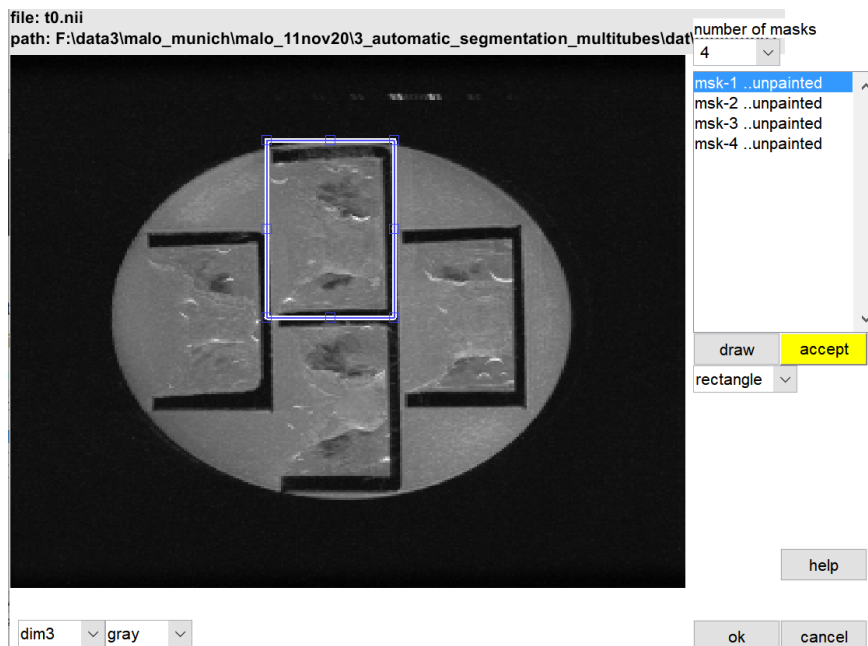 file: t0.nii
path: F:\data3\malo_munich\malo_11nov20\3_automatic_segmentation_multitubes\dat\
number of masks
4
msk-1 ..unpainted
msk-2 ..unpainted
msk-3 ..unpainted
msk-4 ..unpainted
draw accept
rectangle
help
dim3 gray
ok cancel